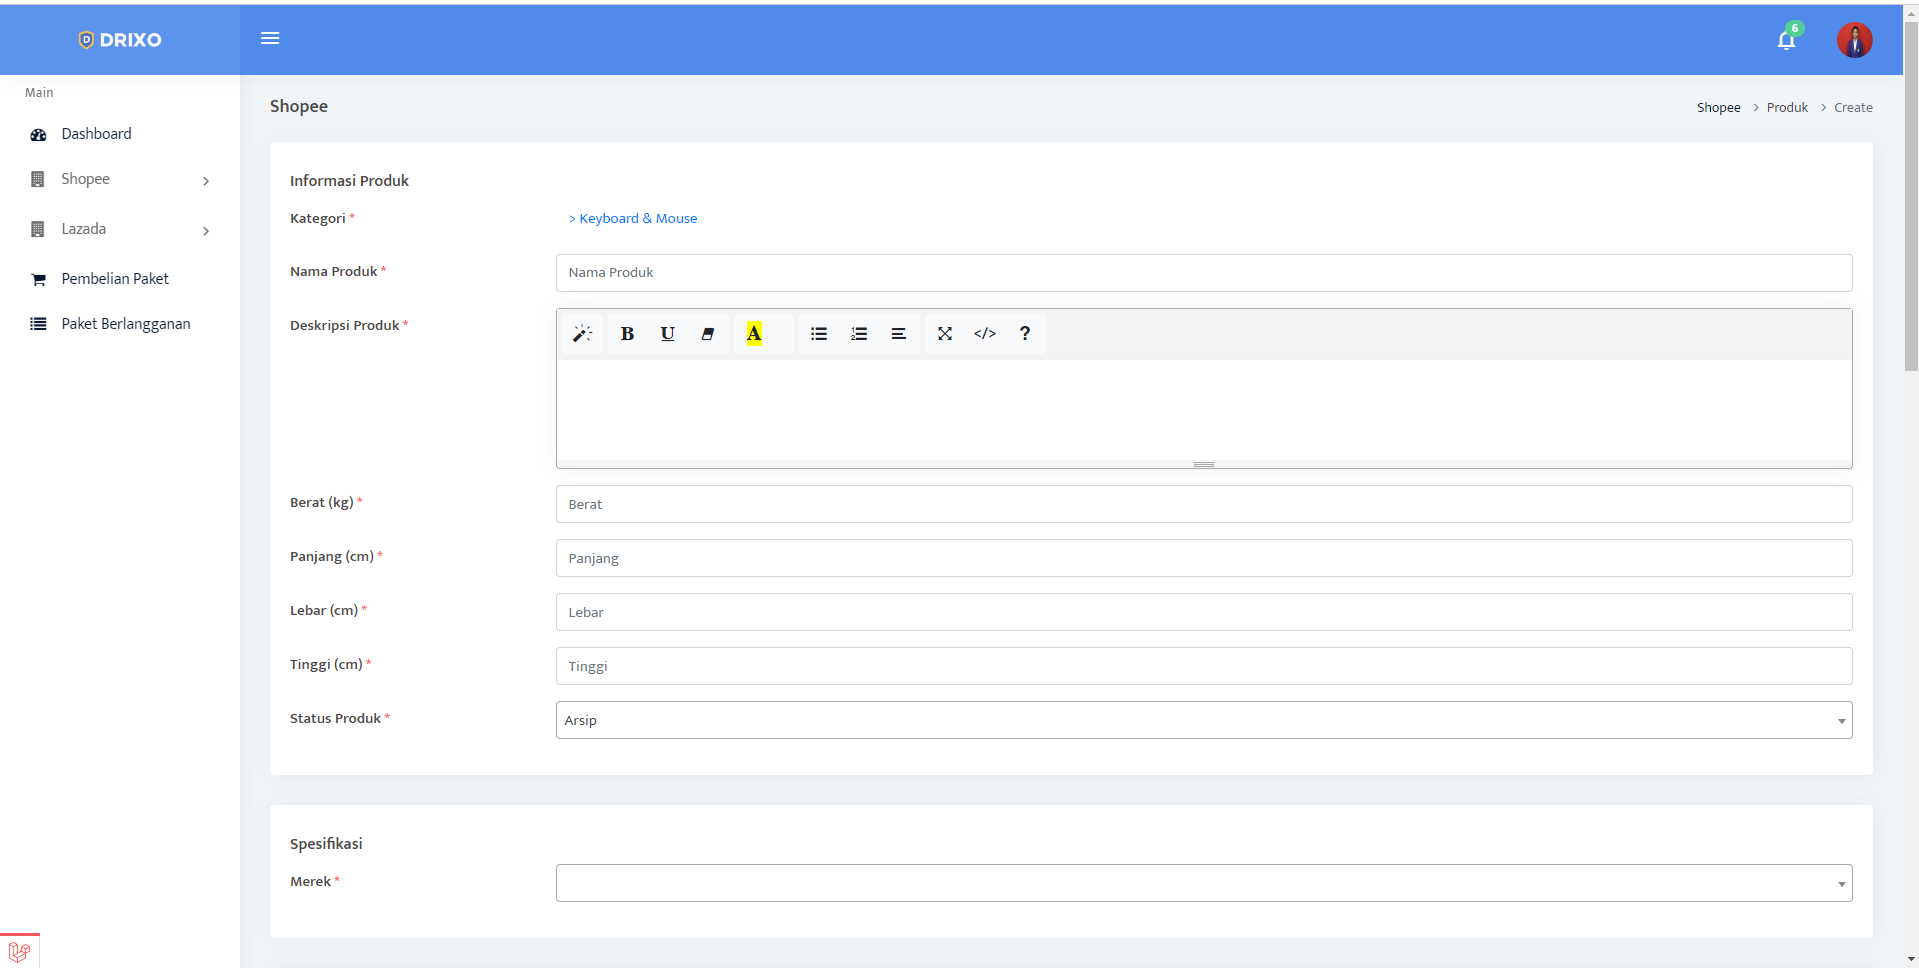 DRIXO
6
Main
Dashboard
Shopee
Lazada
Pembelian Paket
Paket Berlangganan
Shopee
Shopee > Produk > Create
Informasi Produk
Kategori * > Keyboard & Mouse
Nama Produk * Nama Produk
Deskripsi Produk *
B U A </> ?
Berat (kg) * Berat
Panjang (cm) * Panjang
Lebar (cm) * Lebar
Tinggi (cm) * Tinggi
Status Produk * Arsip
Spesifikasi
Merek *